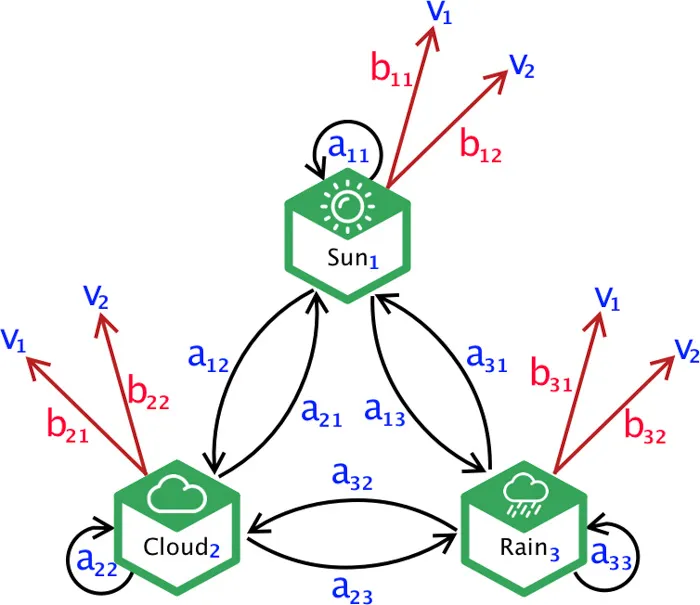 v₁
v₂
b₁₁
b₁₂
a₁₁
Sun₁
v₂
v₁
v₁
v₂
a₁₂
a₂₁
a₁₃
a₃₁
b₂₂
b₂₁
b₃₁
b₃₂
a₃₂
Cloud₂
Rain₃
a₂₂
a₂₃
a₃₃